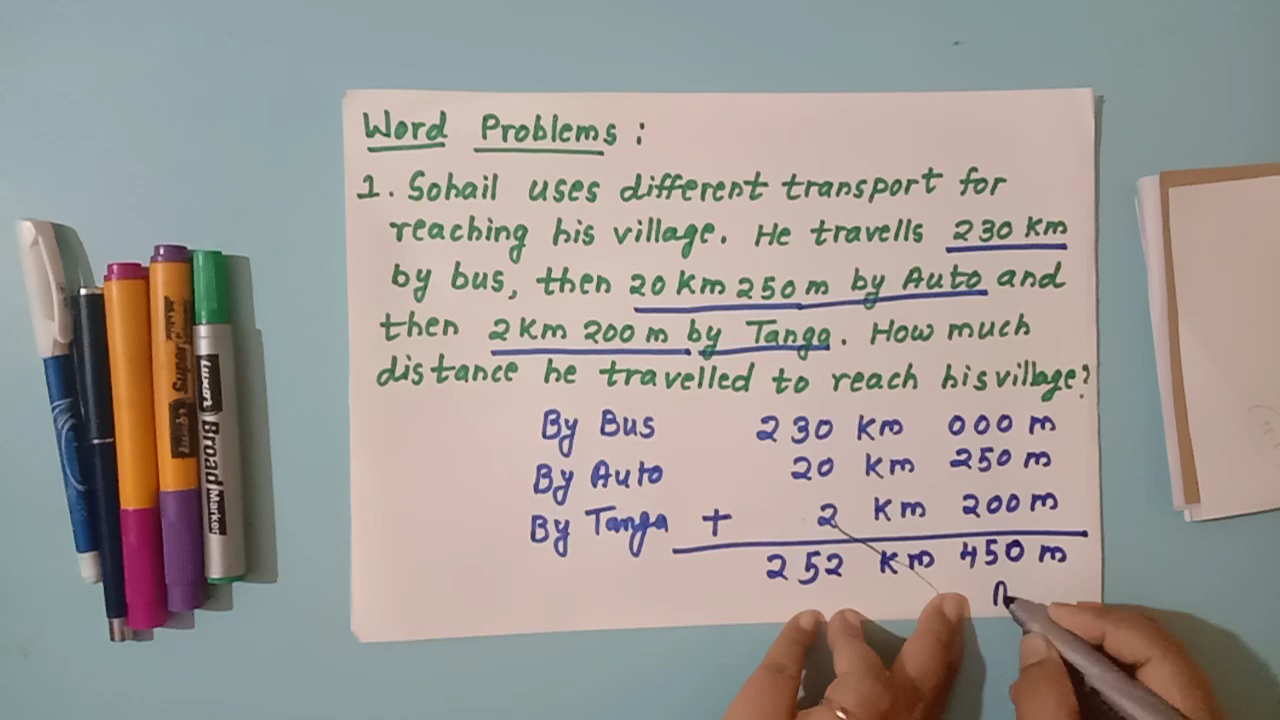 Word Problems :
1. Sohail uses different transport for
reaching his village. He travells 230 Km
by bus, then 20 Km 250 m by Auto and
then 2 Km 200 m by Tanga. How much
distance he travelled to reach his village?
By Bus 230 Km 000 m
By Auto 20 Km 250 m
By Tanga + 2 Km 200 m
252 Km 450 m
Luxor Broad Marker